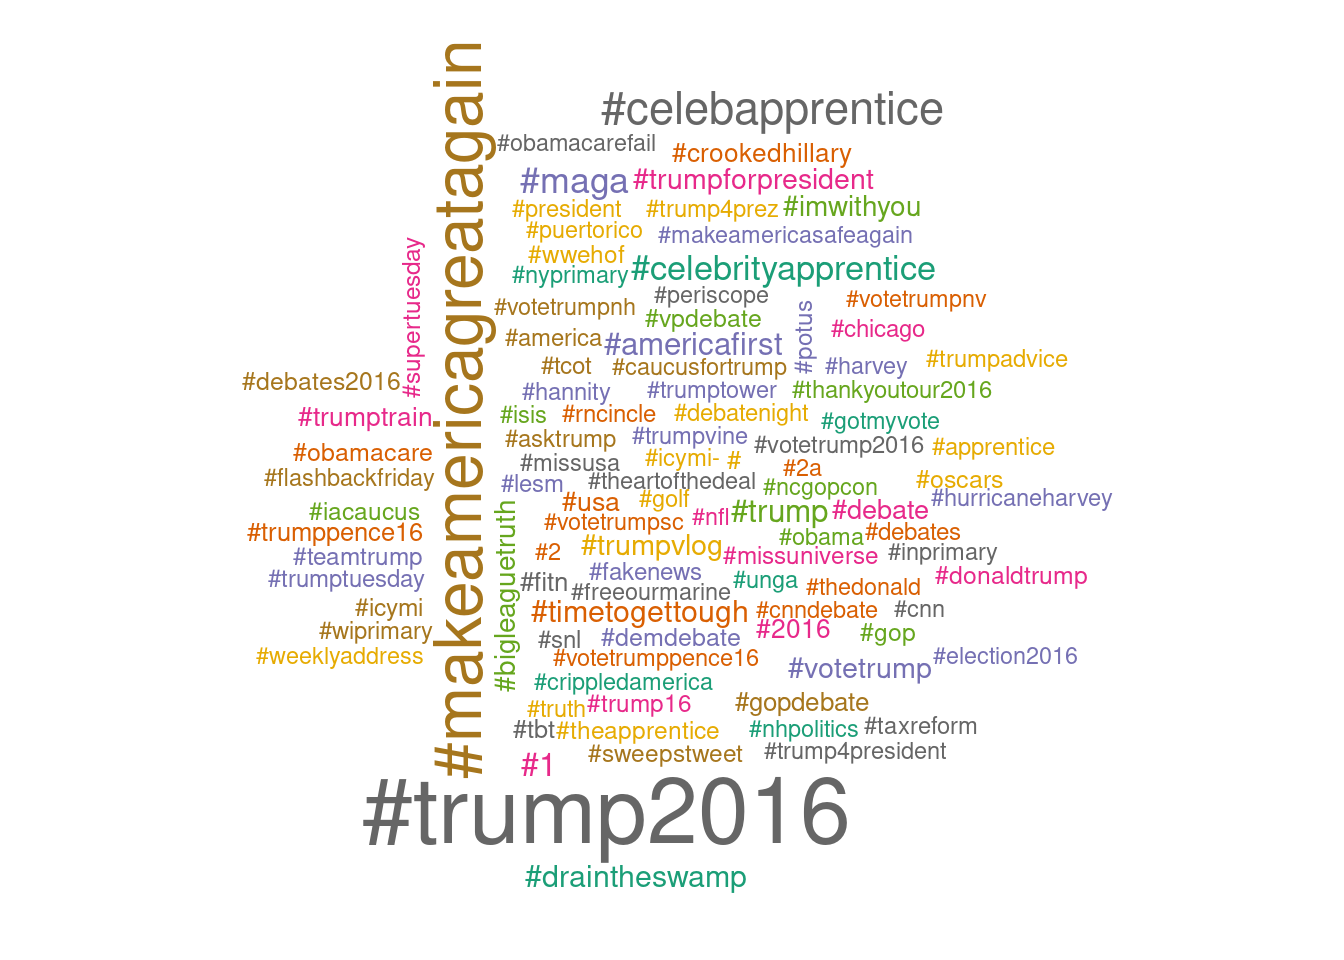 #makeamericagreatagain
#celebapprentice
#obamacarefail
#crookedhillary
#maga
#trumpforpresident
#president
#trump4prez
#imwithyou
#puertorico
#makeamericasafeagain
#wwehof
#nyprimary
#celebrityapprentice
#supertuesday
#votetrumpnh
#periscope
#votetrumpnv
#vpdebate
#potus
#chicago
#america
#americafirst
#trumpadvice
#tcot
#caucusfortrump
#harvey
#debates2016
#hannity
#trumptower
#thankyoutour2016
#trumptrain
#isis
#rncincle
#debatenight
#gotmyvote
#asktrump
#trumpvine
#votetrump2016
#apprentice
#obamacare
#missusa
#icymi-
#
#2a
#flashbackfriday
#lesm
#theartofthedeal
#ncgopcon
#oscars
#hurricaneharvey
#iacaucus
#usa
#golf
#nfl
#trump
#debate
#trumppence16
#bigleaguetruth
#votetrumpsc
#obama
#debates
#teamtrump
#2
#trumpvlog
#missuniverse
#inprimary
#trumptuesday
#fitn
#fakenews
#unga
#thedonald
#donaldtrump
#freeourmarine
#icymi
#timetogettough
#cnndebate
#cnn
#wiprimary
#snl
#demdebate
#2016
#gop
#weeklyaddress
#votetrumppence16
#votetrump
#election2016
#crippledamerica
#truth
#trump16
#gopdebate
#tbt
#theapprentice
#nhpolitics
#taxreform
#1
#sweepstweet
#trump4president
#trump2016
#draintheswamp